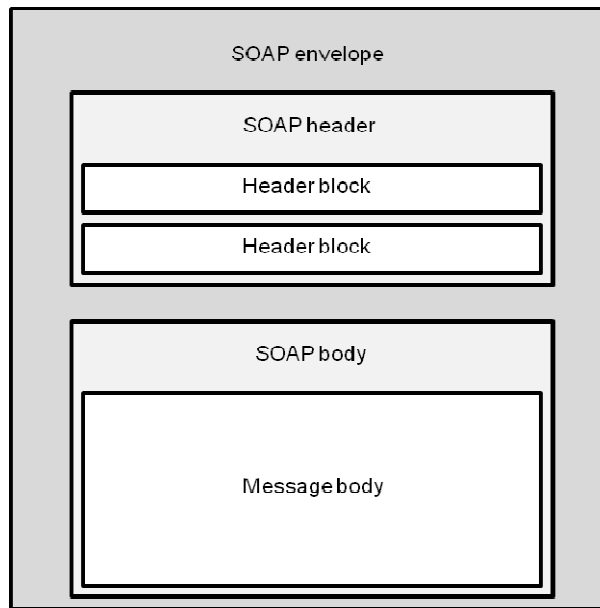 SOAP envelope
SOAP header
Header block
Header block
SOAP body
Message body